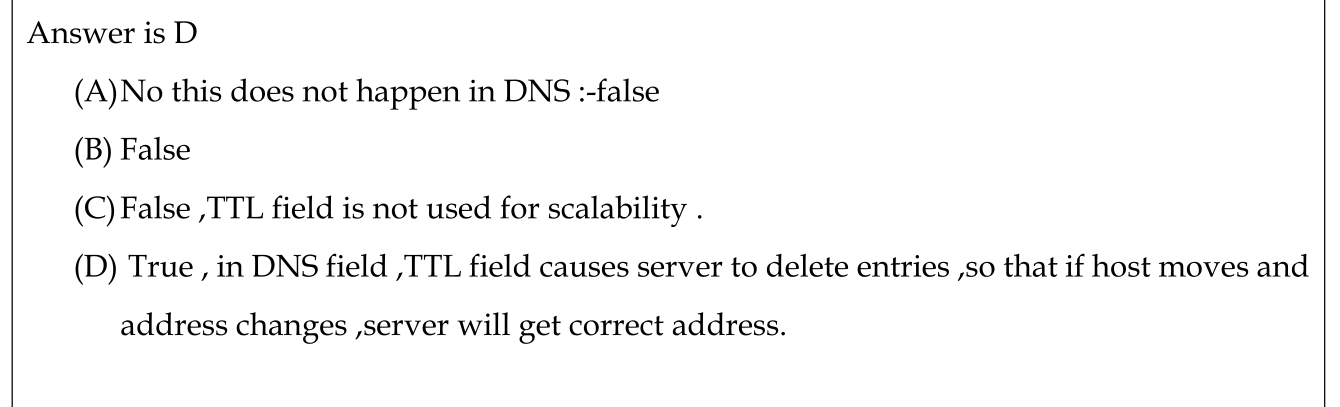 Answer is D
(A)No this does not happen in DNS :-false
(B) False
(C) False ,TTL field is not used for scalability .
(D) True , in DNS field ,TTL field causes server to delete entries ,so that if host moves and
address changes ,server will get correct address.